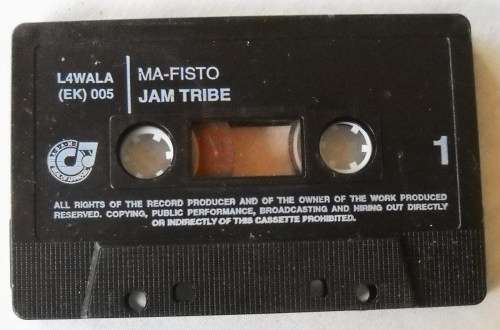 L4WALA
(EK) 005
MA-FISTO
JAM TRIBE
1
ALL RIGHTS OF THE RECORD PRODUCER AND OF THE OWNER OF THE WORK PRODUCED
RESERVED. COPYING, PUBLIC PERFORMANCE, BROADCASTING AND HIRING OUT DIRECTLY
OR INDIRECTLY OF THIS CASSETTE PROHIBITED.